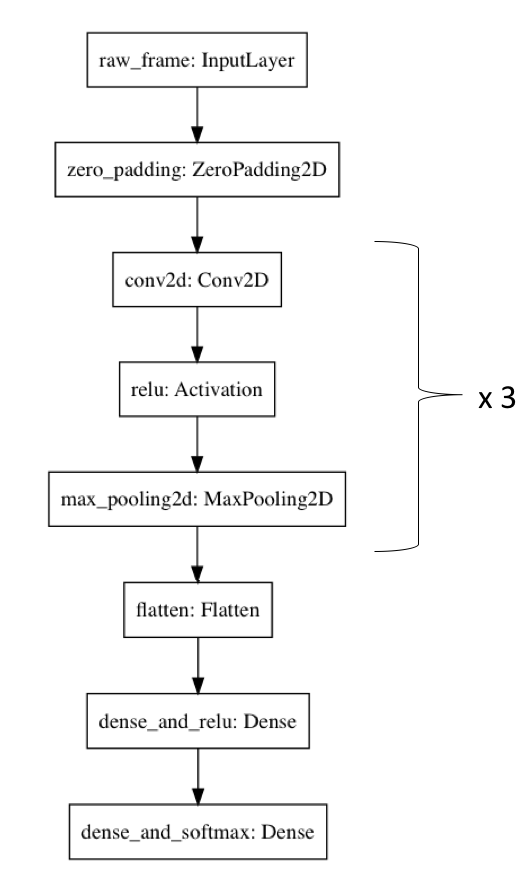 raw_frame: InputLayer
zero_padding: ZeroPadding2D
conv2d: Conv2D
relu: Activation
x 3
max_pooling2d: MaxPooling2D
flatten: Flatten
dense_and_relu: Dense
dense_and_softmax: Dense